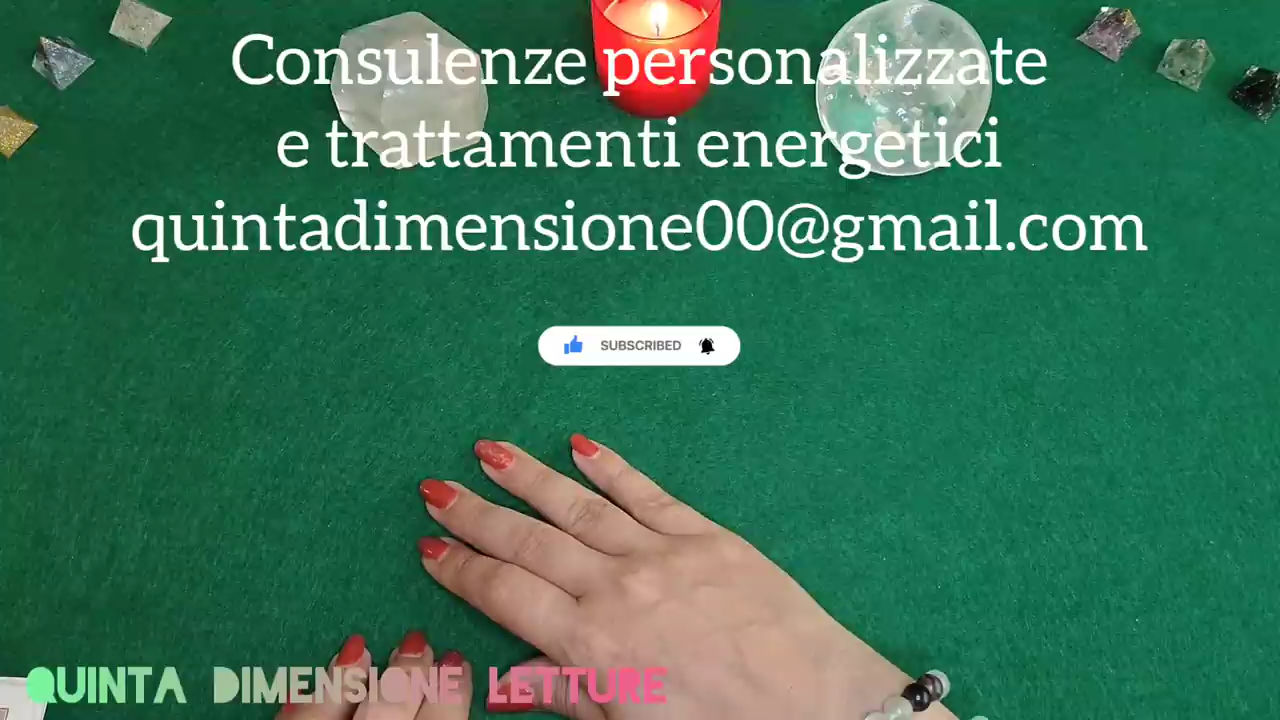 Consulenze personalizzate
e trattamenti energetici
quintadimensione00@gmail.com
SUBSCRIBED
QUINTA DIMENSIONE LETTURE